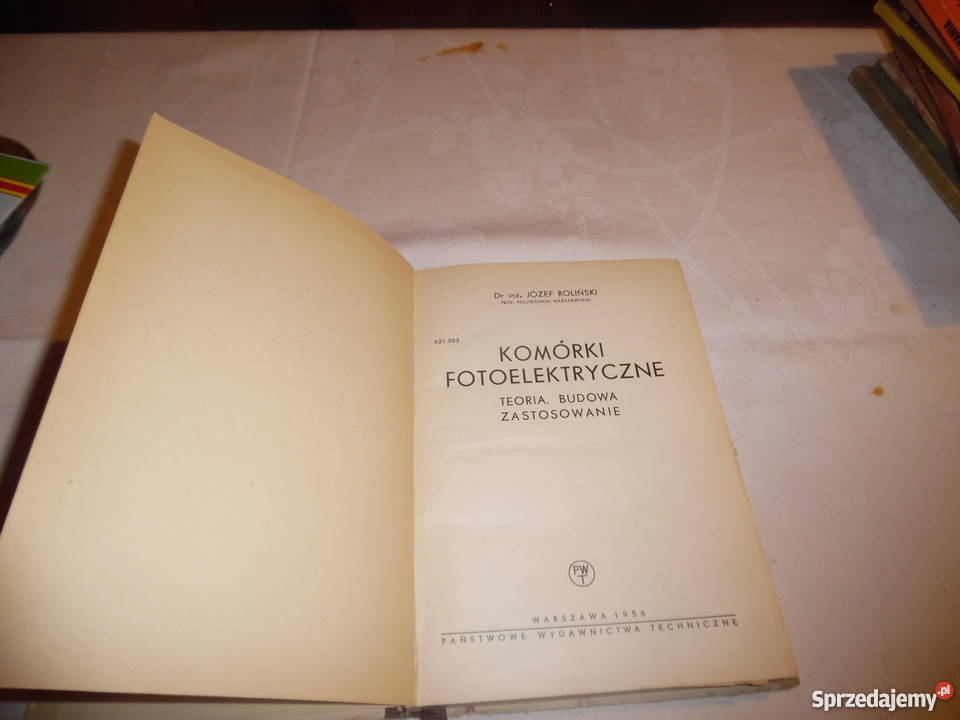 Dr inż. JÓZEF ROLIŃSKI
PROF. POLITECHNIKI WARSZAWSKIEJ
621.383
KOMÓRKI
FOTOELEKTRYCZNE
TEORIA. BUDOWA
ZASTOSOWANIE
PW
T
WARSZAWA 1956
PAŃSTWOWE WYDAWNICTWA TECHNICZNE
Sprzedajemy.pl